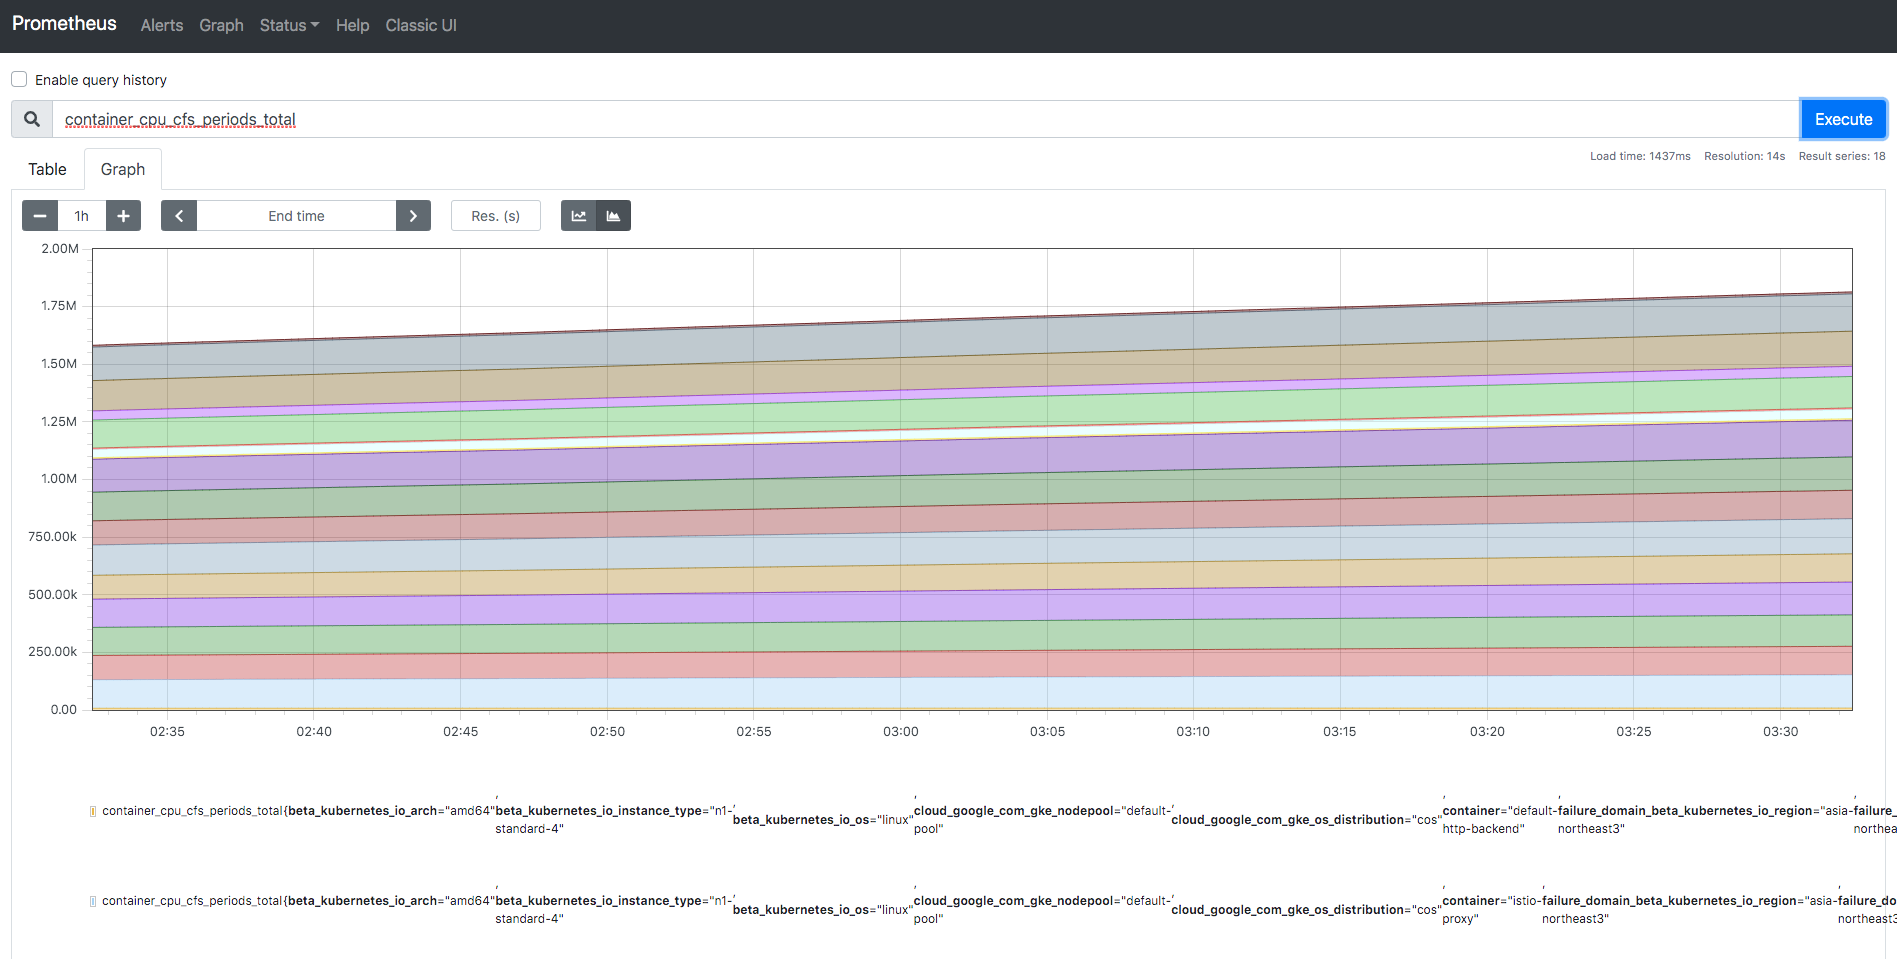 Prometheus Alerts Graph Status Help Classic UI
Enable query history
container_cpu_cfs_periods_total Execute
Table Graph Load time: 1437ms Resolution: 14s Result series: 18
1h End time Res. (s)
2.00M
1.75M
1.50M
1.25M
1.00M
750.00k
500.00k
250.00k
0.00
02:35 02:40 02:45 02:50 02:55 03:00 03:05 03:10 03:15 03:20 03:25 03:30
container_cpu_cfs_periods_total{beta_kubernetes_io_arch="amd64", beta_kubernetes_io_instance_type="n1-standard-4", beta_kubernetes_io_os="linux", cloud_google_com_gke_nodepool="default-pool", cloud_google_com_gke_os_distribution="cos", container="default-http-backend", failure_domain_beta_kubernetes_io_region="asia-northeast3", failure_ northea
container_cpu_cfs_periods_total{beta_kubernetes_io_arch="amd64", beta_kubernetes_io_instance_type="n1-standard-4", beta_kubernetes_io_os="linux", cloud_google_com_gke_nodepool="default-pool", cloud_google_com_gke_os_distribution="cos", container="istio-proxy", failure_domain_beta_kubernetes_io_region="asia-northeast3", failure_do northeast3